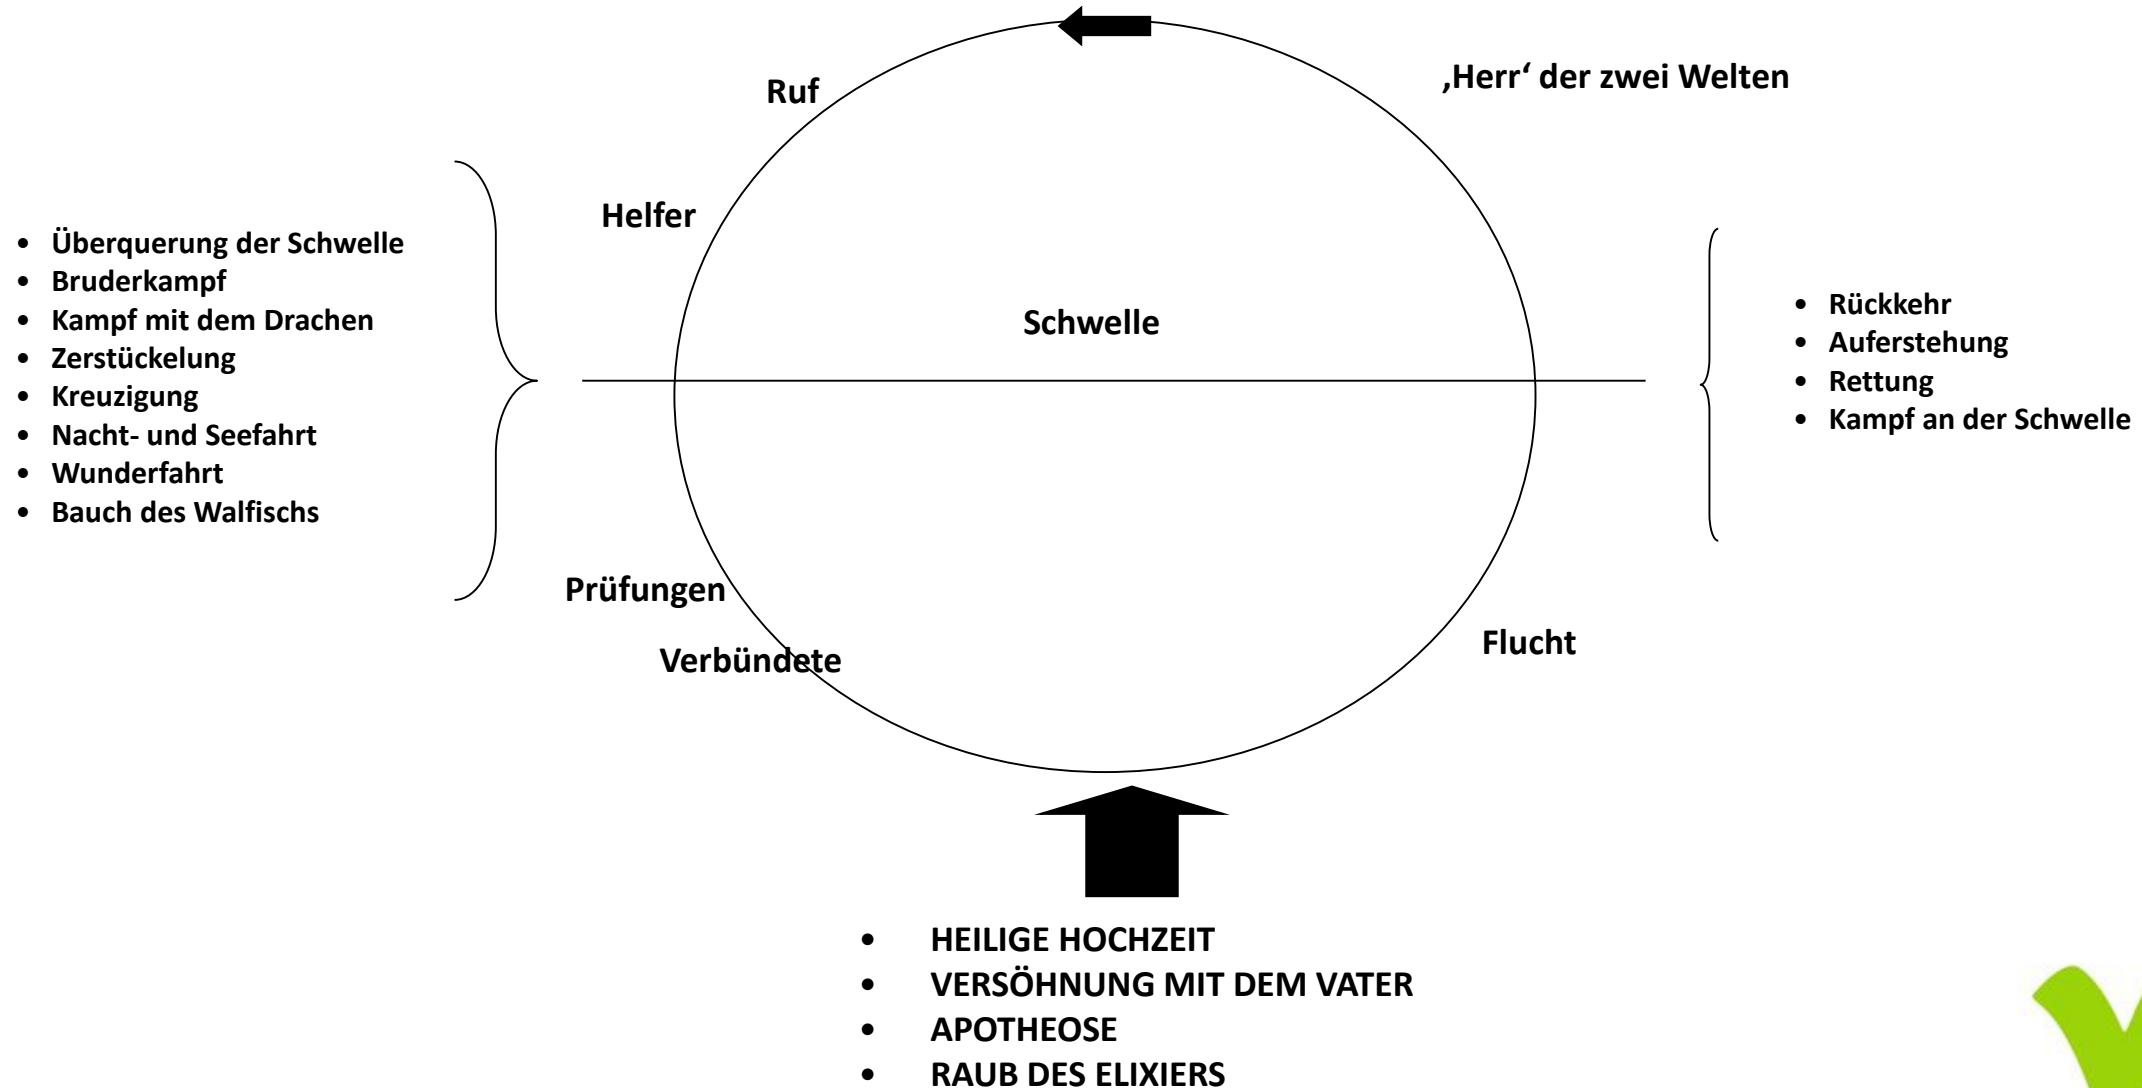 Ruf
‚Herr‘ der zwei Welten
Helfer
• Überquerung der Schwelle
• Bruderkampf
• Kampf mit dem Drachen
• Zerstückelung
• Kreuzigung
• Nacht- und Seefahrt
• Wunderfahrt
• Bauch des Walfischs
Schwelle
• Rückkehr
• Auferstehung
• Rettung
• Kampf an der Schwelle
Prüfungen
Verbündete
Flucht
• HEILIGE HOCHZEIT
• VERSÖHNUNG MIT DEM VATER
• APOTHEOSE
• RAUB DES ELIXIERS